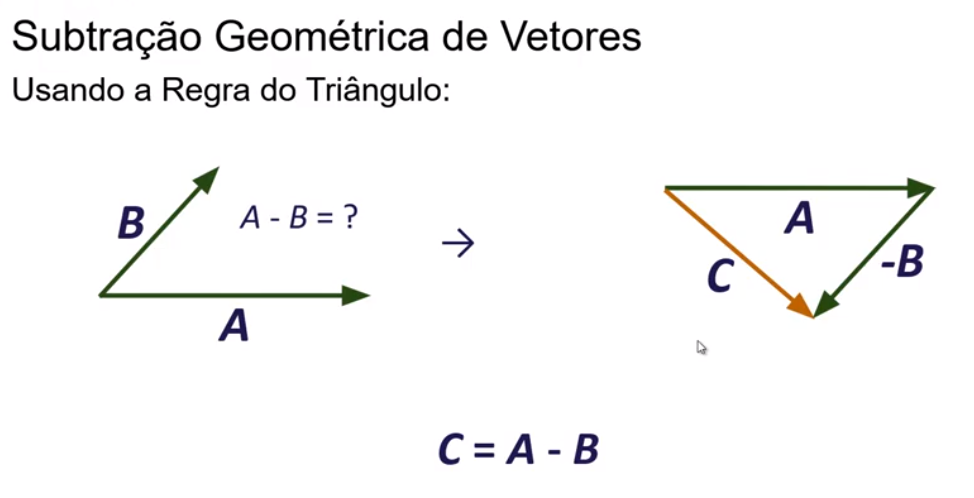 Subtração Geométrica de Vetores
Usando a Regra do Triângulo:
B
A - B = ?
A
→
A
C
-B
C = A - B